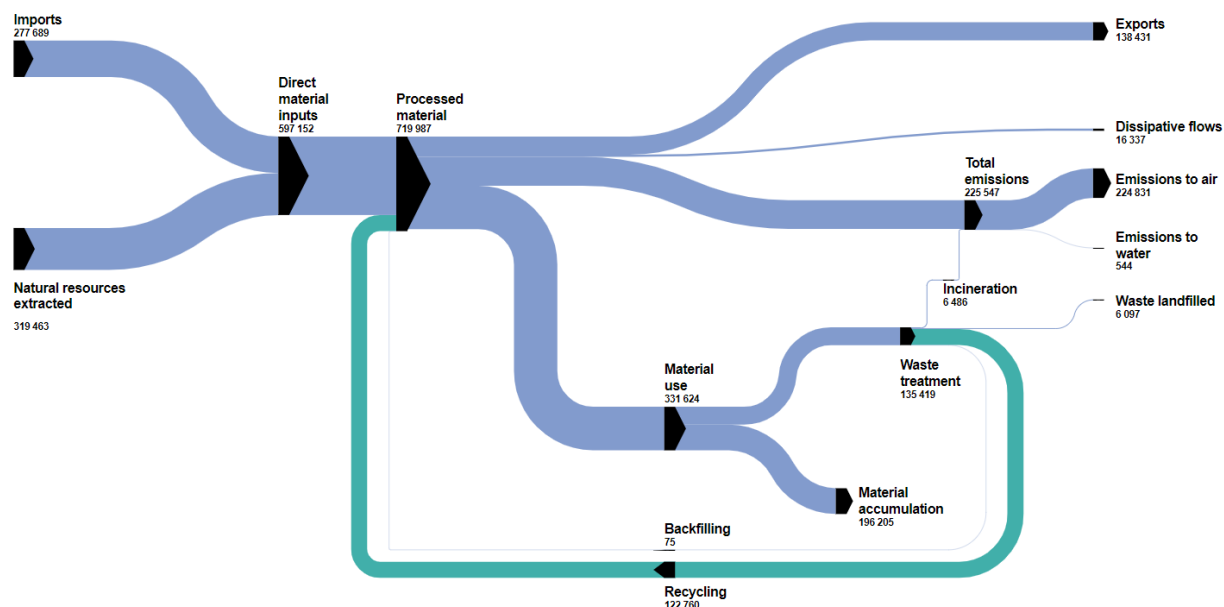 Imports
277 689
Exports
138 431
Direct
material
inputs
597 152
Processed
material
719 987
Dissipative flows
16 337
Total
emissions
225 547
Emissions to air
224 831
Emissions to
water
544
Natural resources
extracted
319 463
Incineration
6 486
Waste landfilled
6 097
Material
use
331 624
Waste
treatment
135 419
Material
accumulation
196 205
Backfilling
75
Recycling
122 760